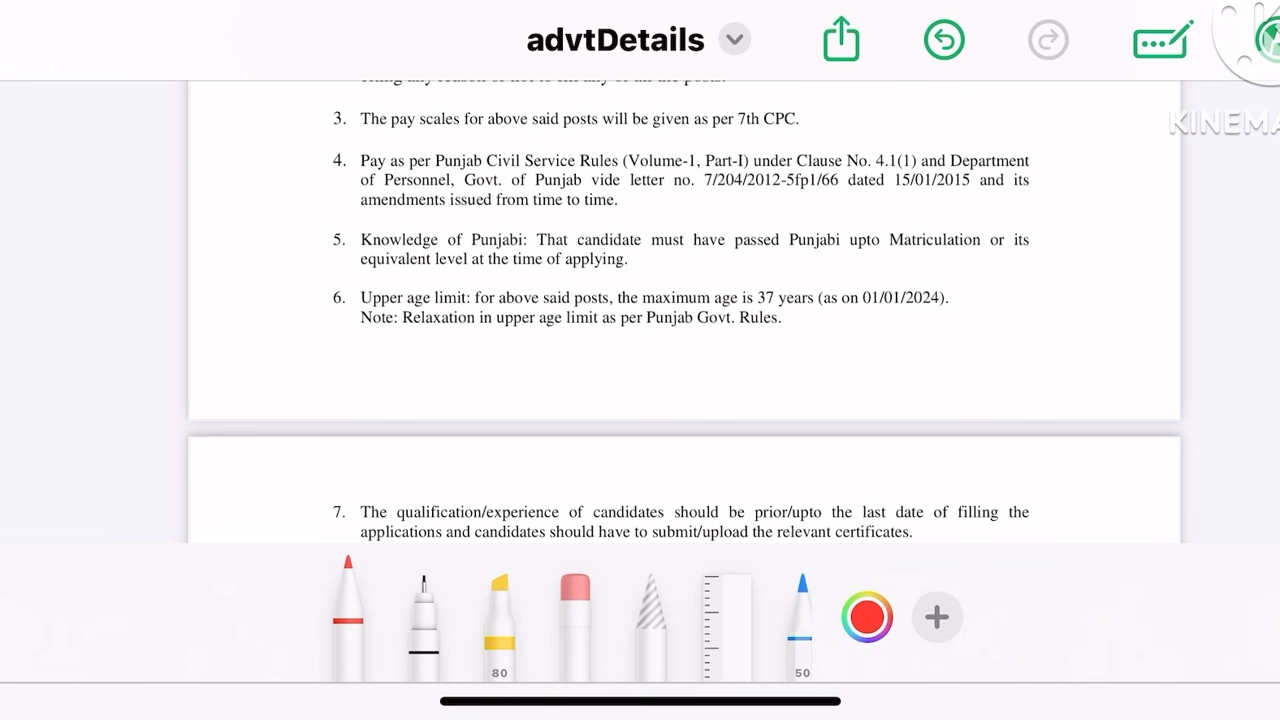 advtDetails
KINEMA
3. The pay scales for above said posts will be given as per 7th CPC.
4. Pay as per Punjab Civil Service Rules (Volume-1, Part-I) under Clause No. 4.1(1) and Department
of Personnel, Govt. of Punjab vide letter no. 7/204/2012-5fp1/66 dated 15/01/2015 and its
amendments issued from time to time.
5. Knowledge of Punjabi: That candidate must have passed Punjabi upto Matriculation or its
equivalent level at the time of applying.
6. Upper age limit: for above said posts, the maximum age is 37 years (as on 01/01/2024).
Note: Relaxation in upper age limit as per Punjab Govt. Rules.
7. The qualification/experience of candidates should be prior/upto the last date of filling the
applications and candidates should have to submit/upload the relevant certificates.
80
50